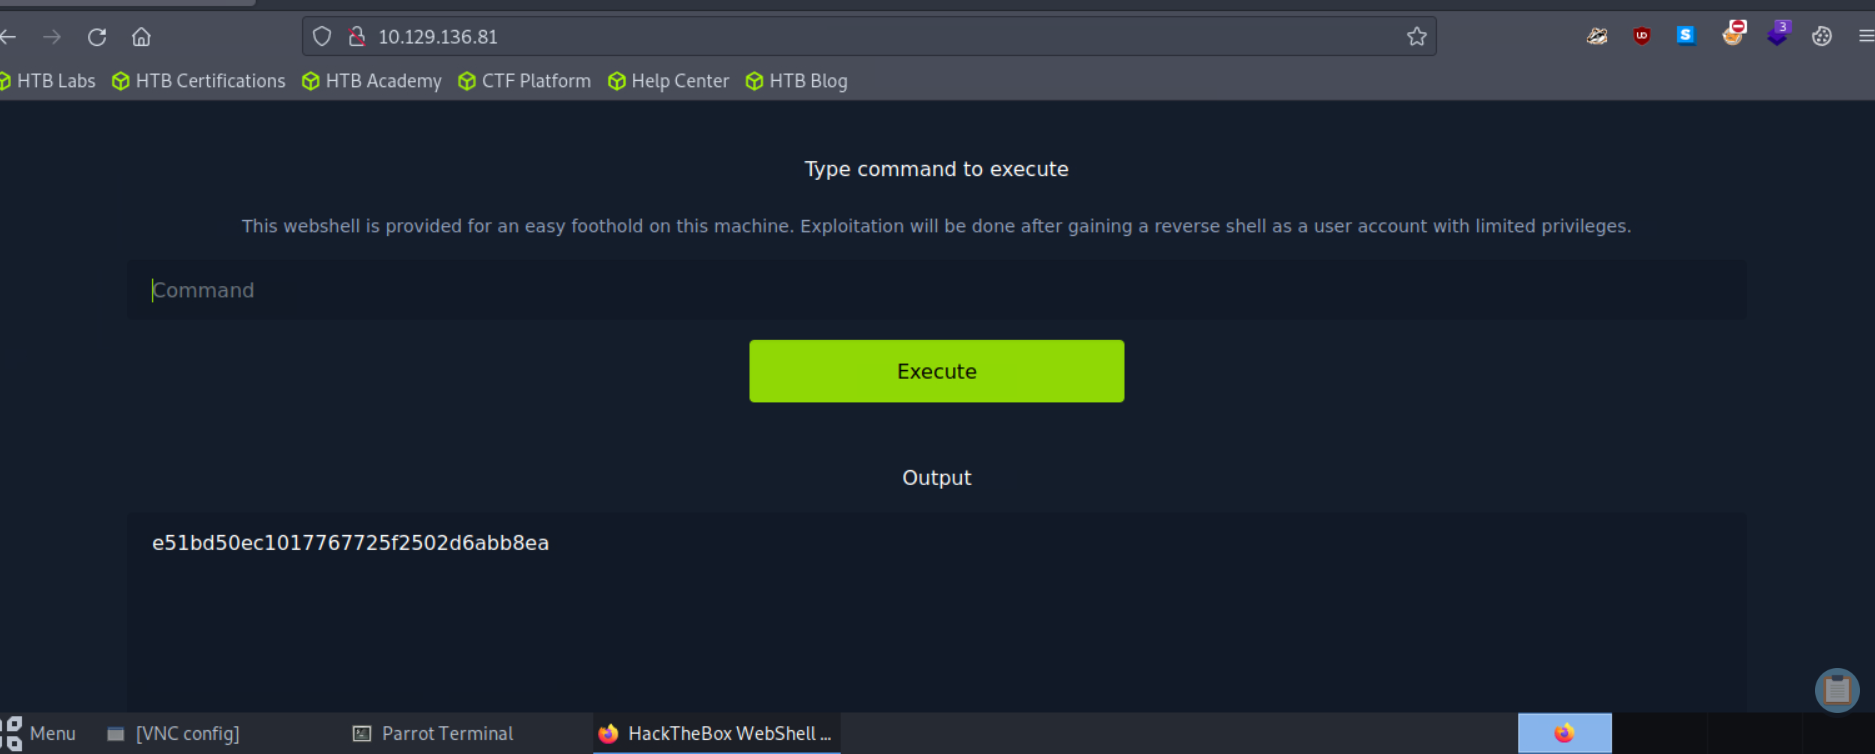 10.129.136.81
HTB Labs HTB Certifications HTB Academy CTF Platform Help Center HTB Blog
3
Type command to execute
This webshell is provided for an easy foothold on this machine. Exploitation will be done after gaining a reverse shell as a user account with limited privileges.
Command
Execute
Output
e51bd50ec1017767725f2502d6abb8ea
Menu [VNC config] Parrot Terminal HackTheBox WebShell ...